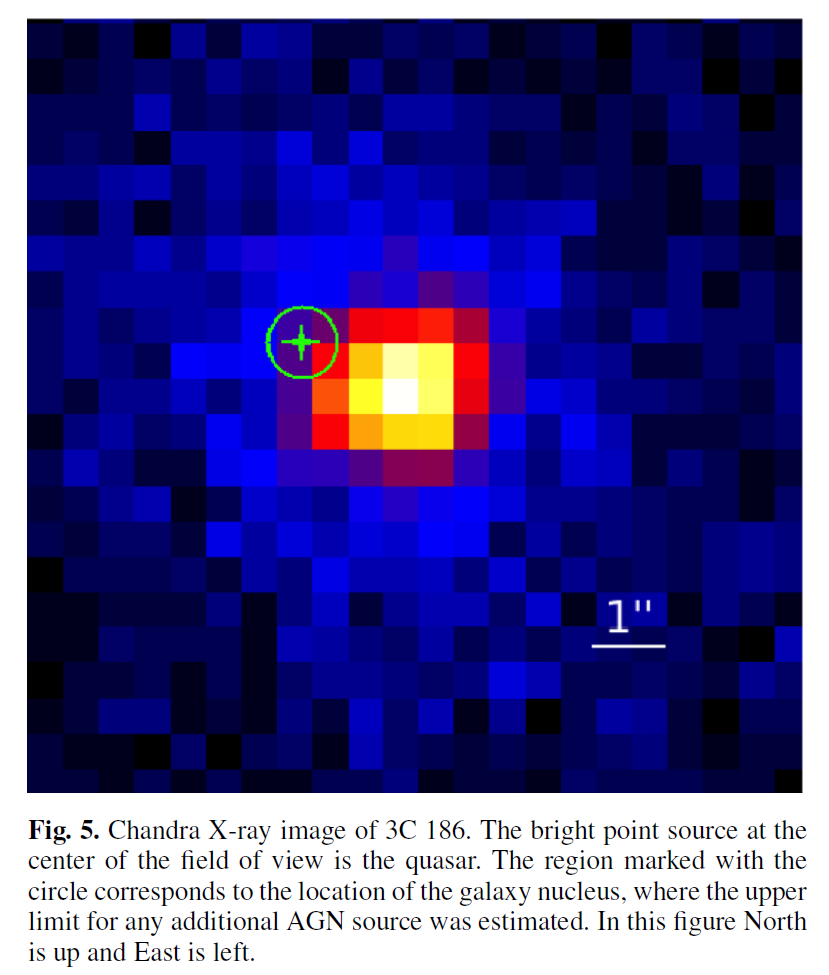 1"
Fig. 5. Chandra X-ray image of 3C 186. The bright point source at the
center of the field of view is the quasar. The region marked with the
circle corresponds to the location of the galaxy nucleus, where the upper
limit for any additional AGN source was estimated. In this figure North
is up and East is left.